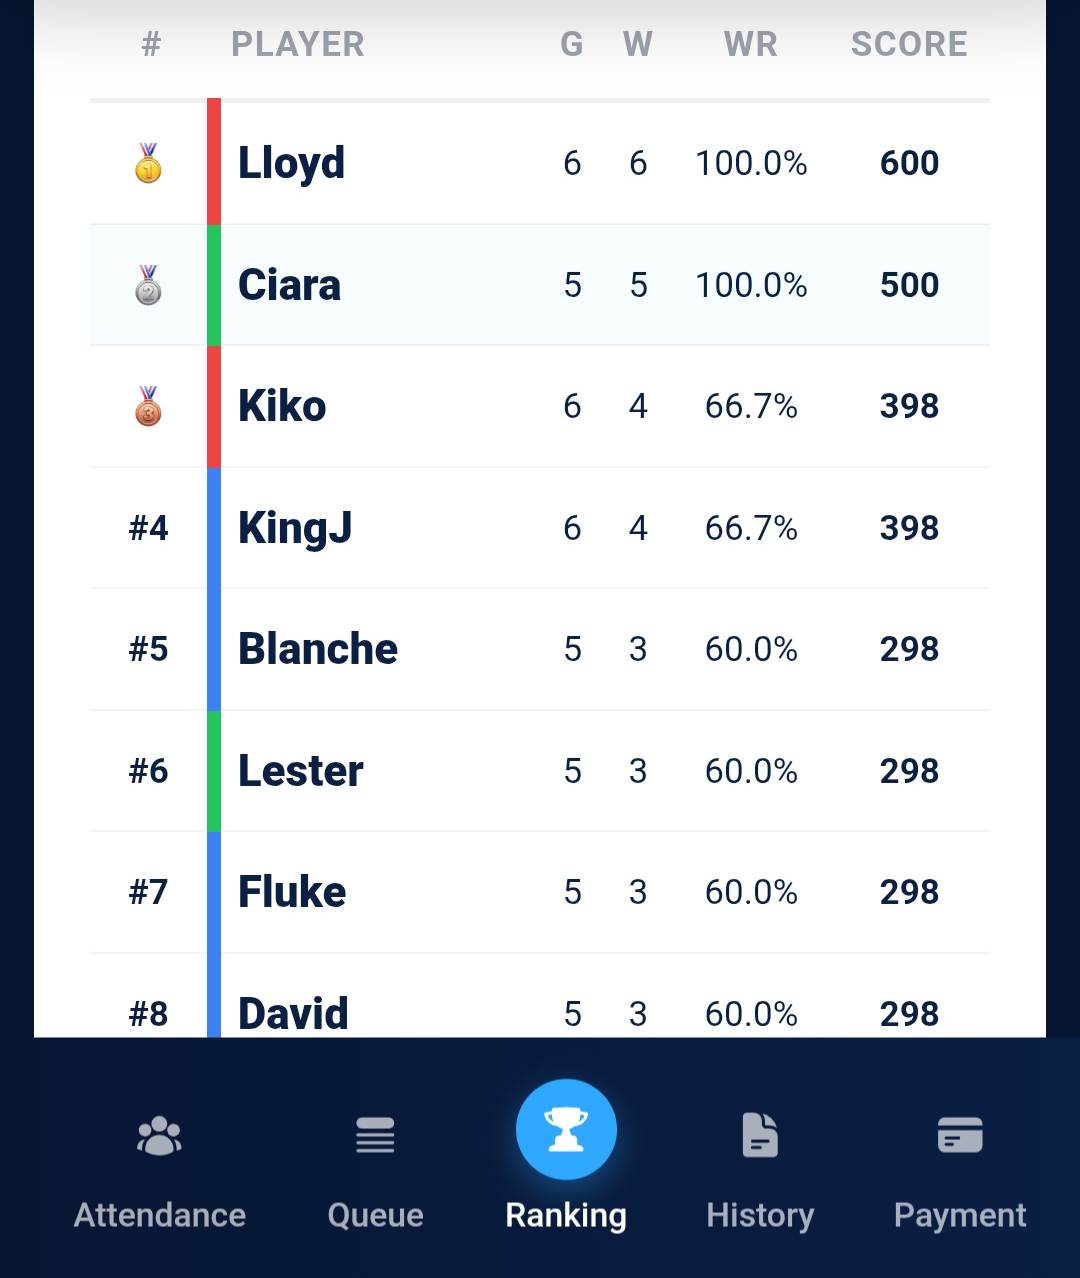 # PLAYER G W WR SCORE
1 Lloyd 6 6 100.0% 600
2 Ciara 5 5 100.0% 500
3 Kiko 6 4 66.7% 398
#4 KingJ 6 4 66.7% 398
#5 Blanche 5 3 60.0% 298
#6 Lester 5 3 60.0% 298
#7 Fluke 5 3 60.0% 298
#8 David 5 3 60.0% 298
Attendance Queue Ranking History Payment